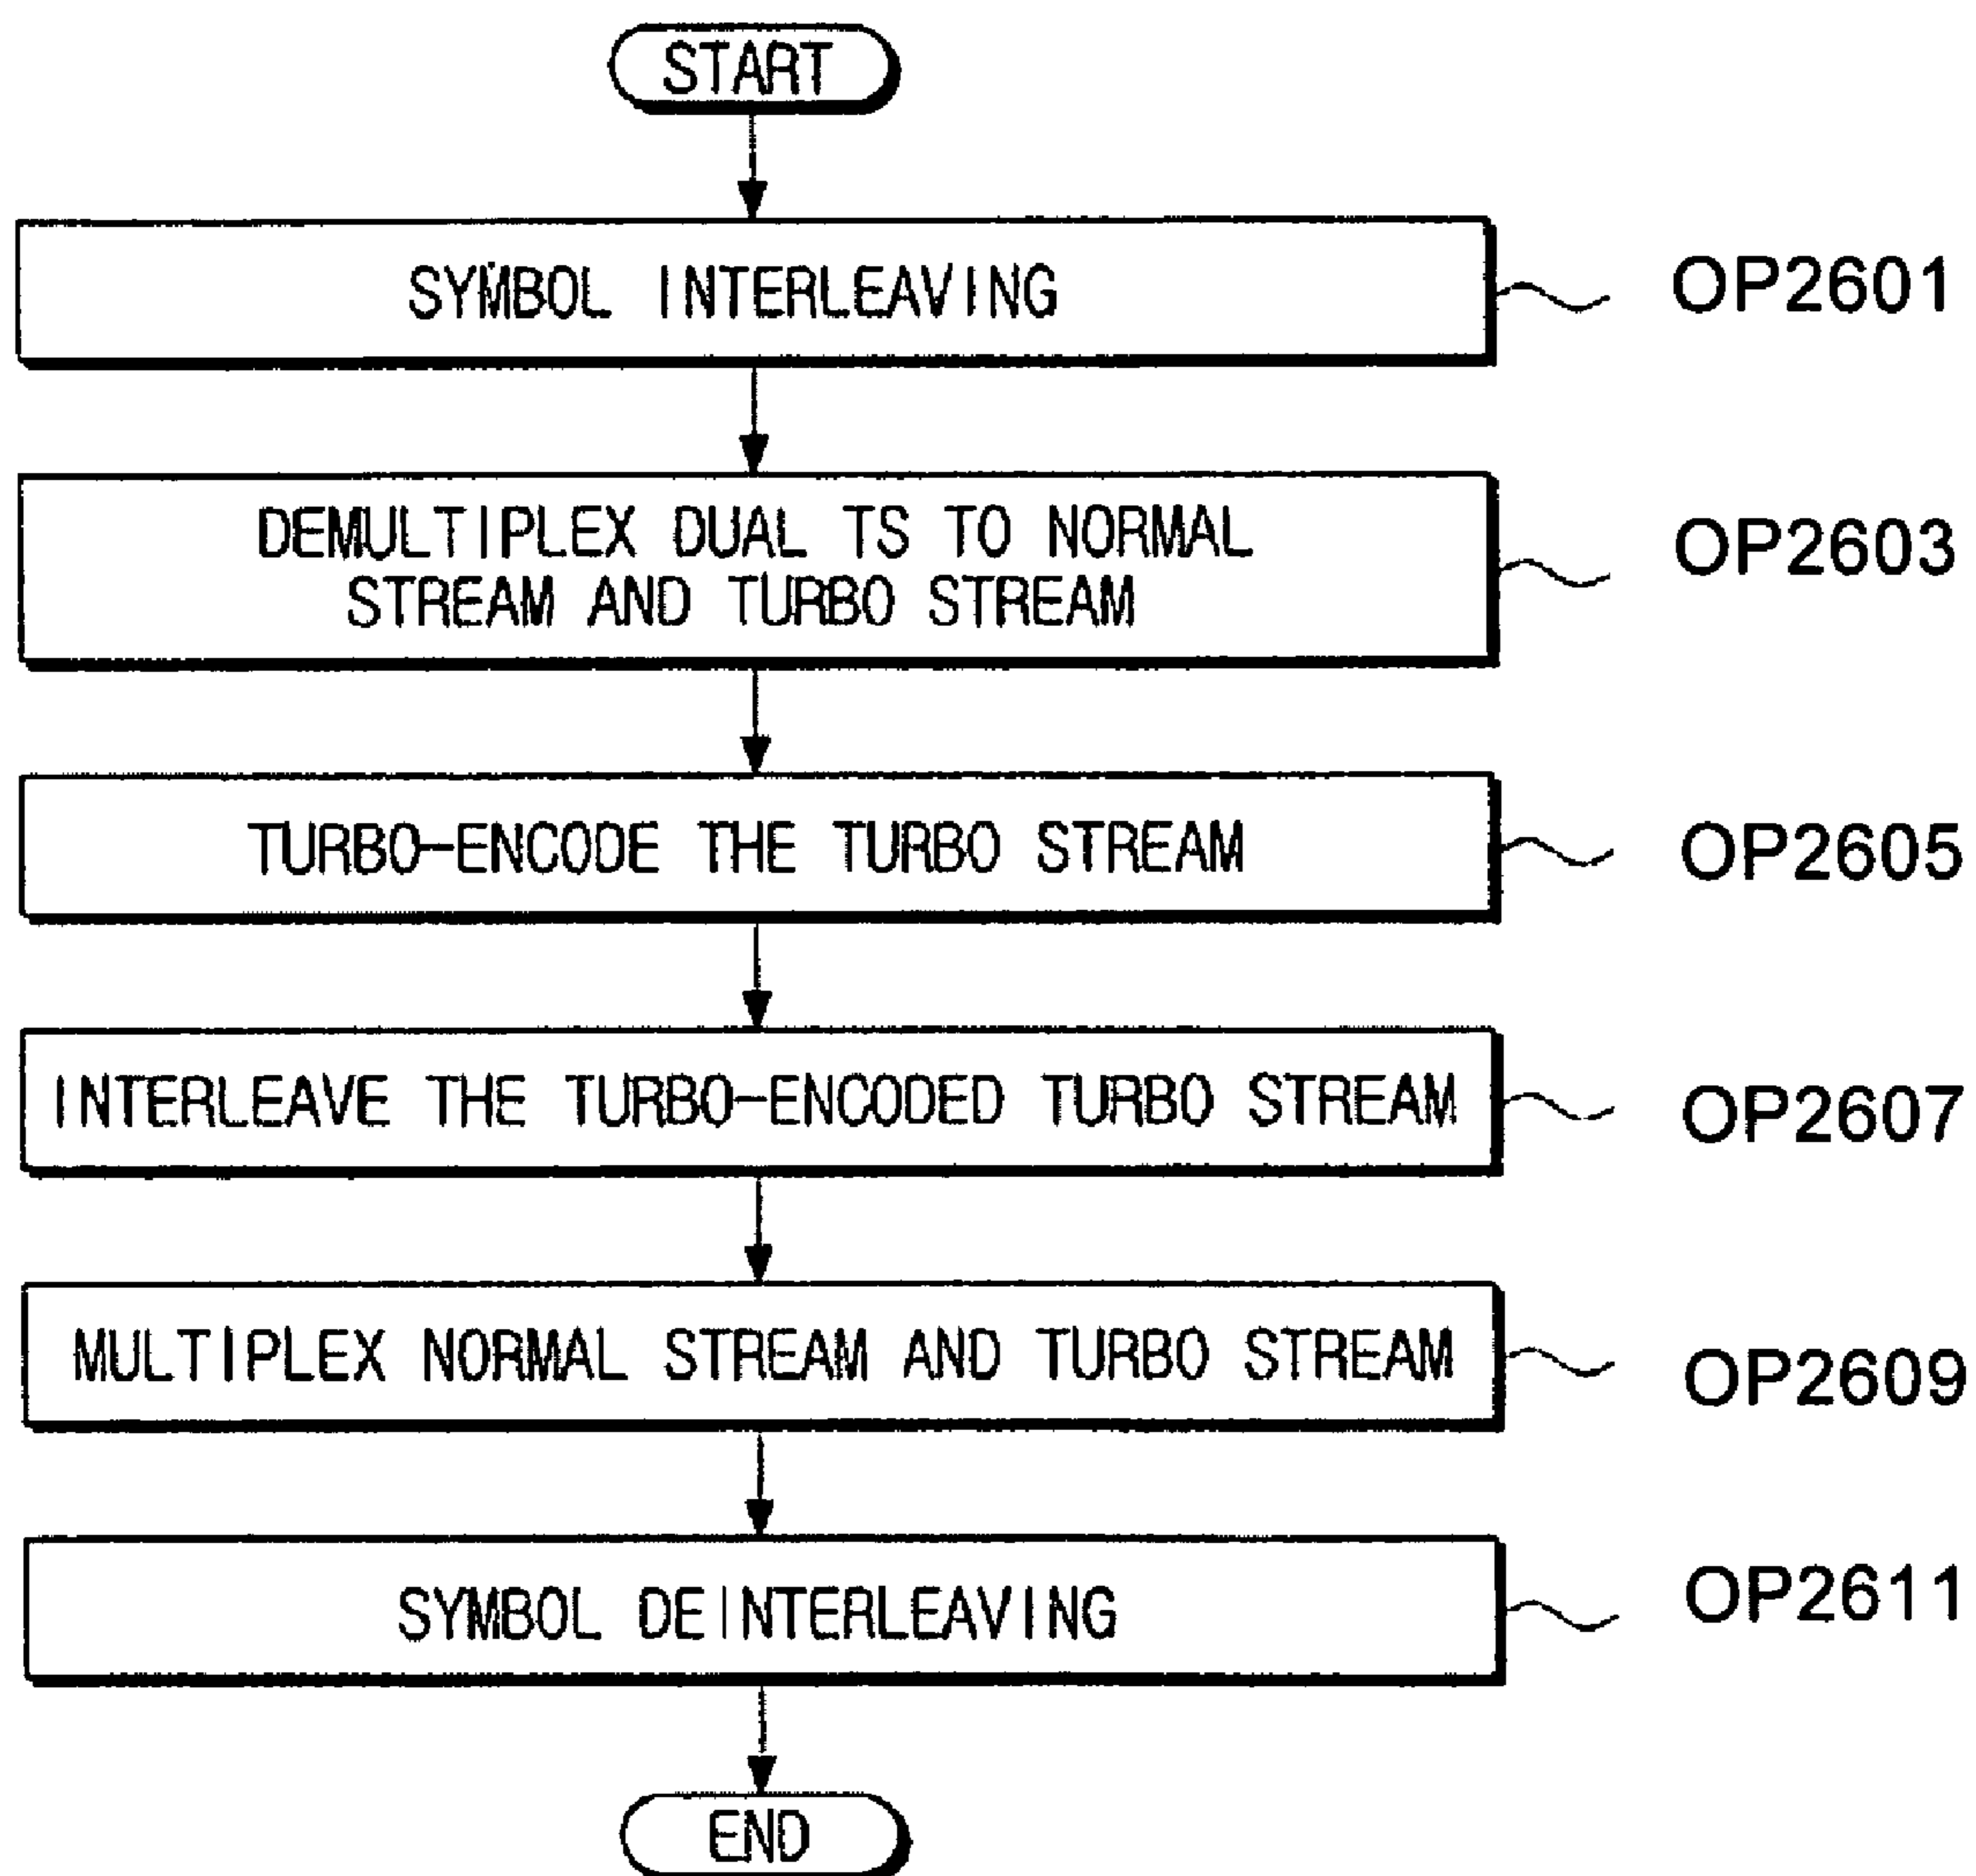 START
SYMBOL INTERLEAVING
OP2601
DEMULTIPLEX DUAL TS TO NORMAL
STREAM AND TURBO STREAM
OP2603
TURBO-ENCODE THE TURBO STREAM
OP2605
INTERLEAVE THE TURBO-ENCODED TURBO STREAM
OP2607
MULTIPLEX NORMAL STREAM AND TURBO STREAM
OP2609
SYMBOL DEINTERLEAVING
OP2611
END